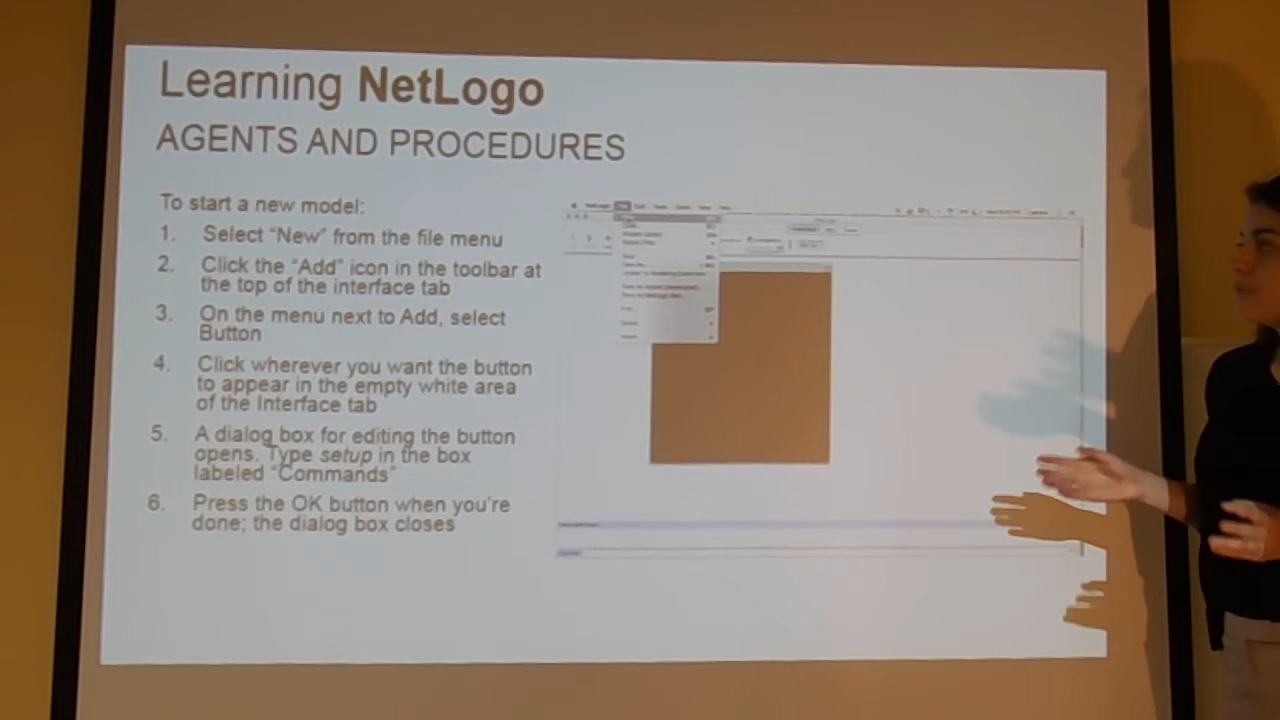 Learning NetLogo
AGENTS AND PROCEDURES
To start a new model:
1. Select “New” from the file menu
2. Click the “Add” icon in the toolbar at
the top of the interface tab
3. On the menu next to Add, select
Button
4. Click wherever you want the button
to appear in the empty white area
of the Interface tab
5. A dialog box for editing the button
opens. Type setup in the box
labeled “Commands”
6. Press the OK button when you're
done; the dialog box closes